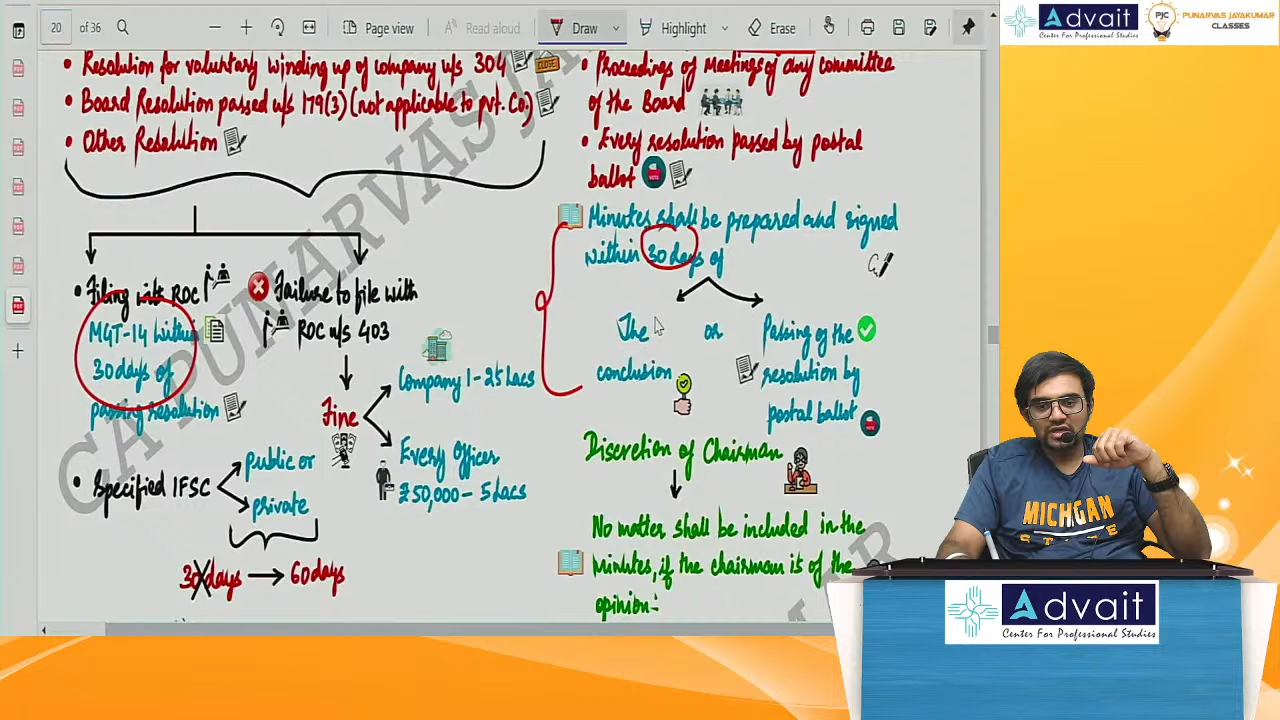 20 of 36
Page view
Read aloud
Draw
Highlight
Erase
Advait
Center For Professional Studies
PJC
PUNARVAS JAYAKUMAR
CLASSES
• Resolution for voluntary winding up of company u/s 304
• Board Resolution passed u/s 179(3) (not applicable to pvt. Co.)
• Other Resolution
• Filing with ROC
MGT-14 within
30 days of
passing resolution
Failure to file with
ROC u/s 403
Fine
Company 1-25 Lacs
Every Officer
₹50,000-5 Lacs
• Specified IFSC
public or
private
30 days → 60 days
• Proceedings of Meetings of any committee
of the Board
• Every resolution passed by postal
ballot
VOTE
Minutes shall be prepared and signed
within 30 days of
The
conclusion
or
Passing of the
resolution by
postal ballot
Discretion of Chairman
No matter shall be included in the
minutes, if the chairman is of the
opinion:-
CA PUNARVAS JA
AR
MICHIGAN
STATE
Advait
Center For Professional Studies